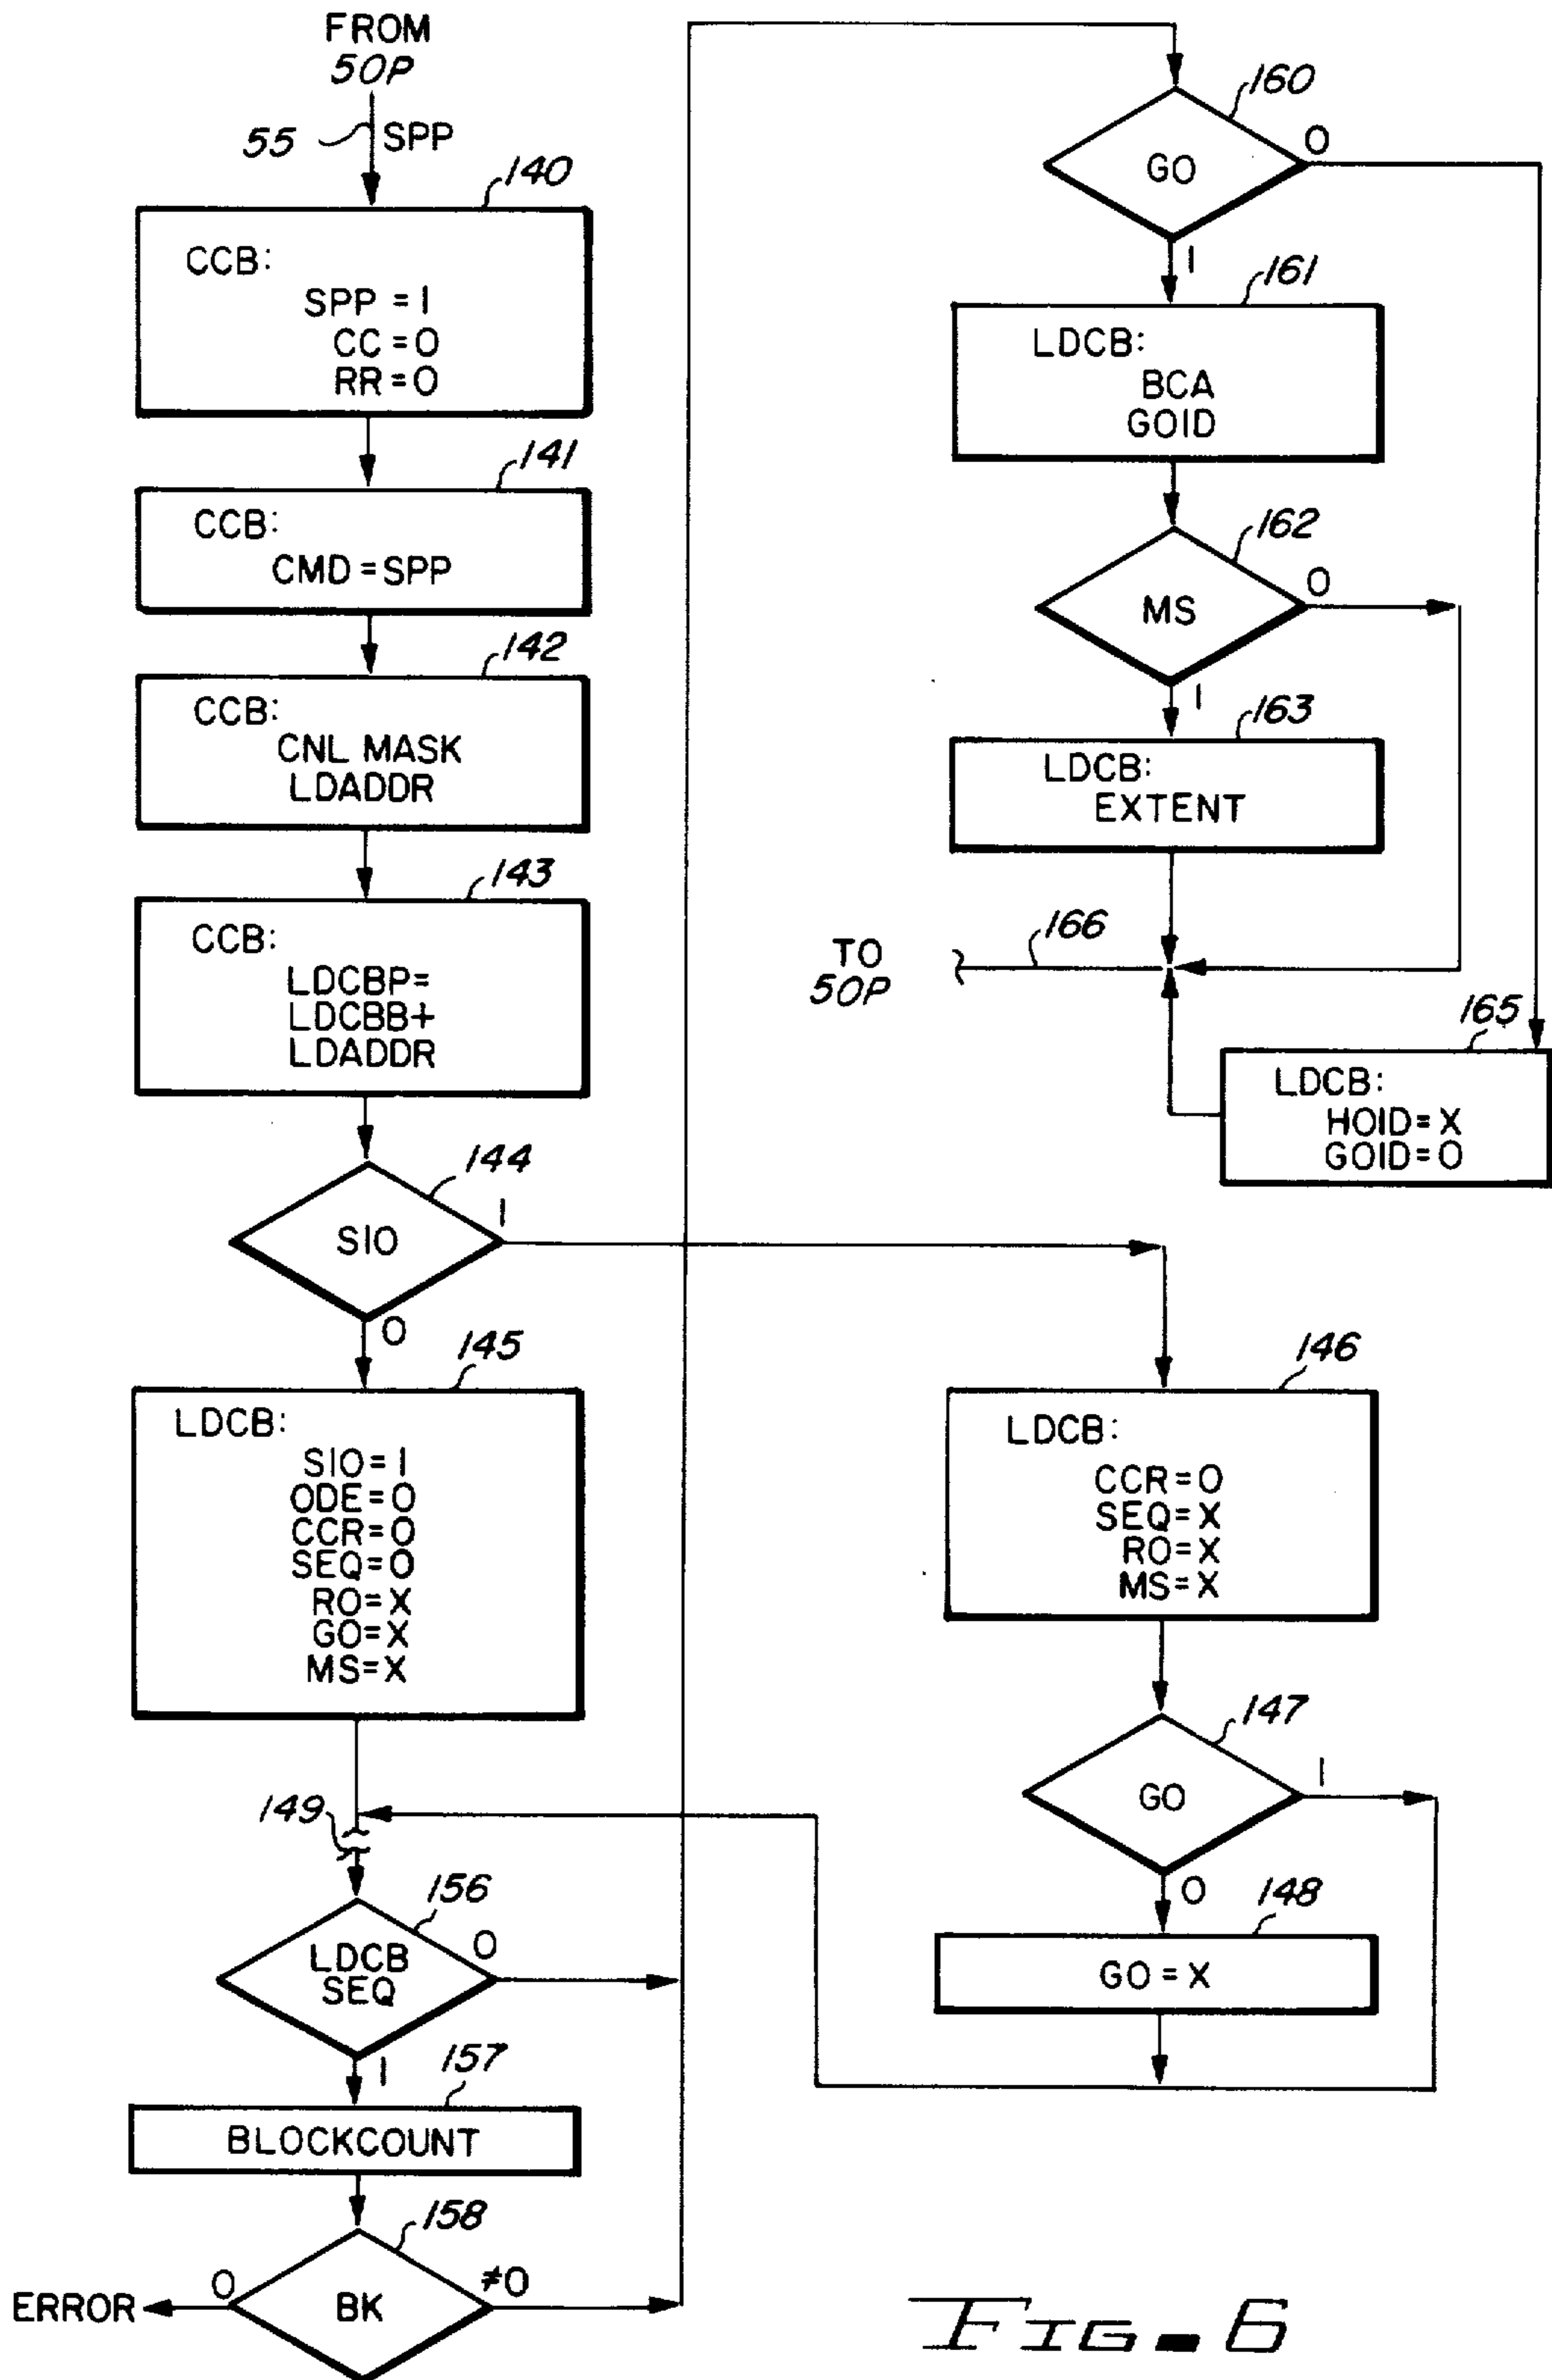 FROM
50P
55 SPP
140
CCB:
SPP = 1
CC = 0
RR = 0
141
CCB:
CMD = SPP
142
CCB:
CNL MASK
LDADDR
143
CCB:
LDCBP=
LDCBB+
LDADDR
144
SIO
1
0
145
LDCB:
SIO = 1
ODE = 0
CCR = 0
SEQ = 0
RO = X
GO = X
MS = X
149
156
LDCB
SEQ
0
1
157
BLOCKCOUNT
158
BK
0
≠0
ERROR
160
GO
0
1
161
LDCB:
BCA
GOID
162
MS
0
1
163
LDCB:
EXTENT
166
TO
50P
165
LDCB:
HOID = X
GOID = 0
146
LDCB:
CCR = 0
SEQ = X
RO = X
MS = X
147
GO
1
0
148
GO = X
FIG-6